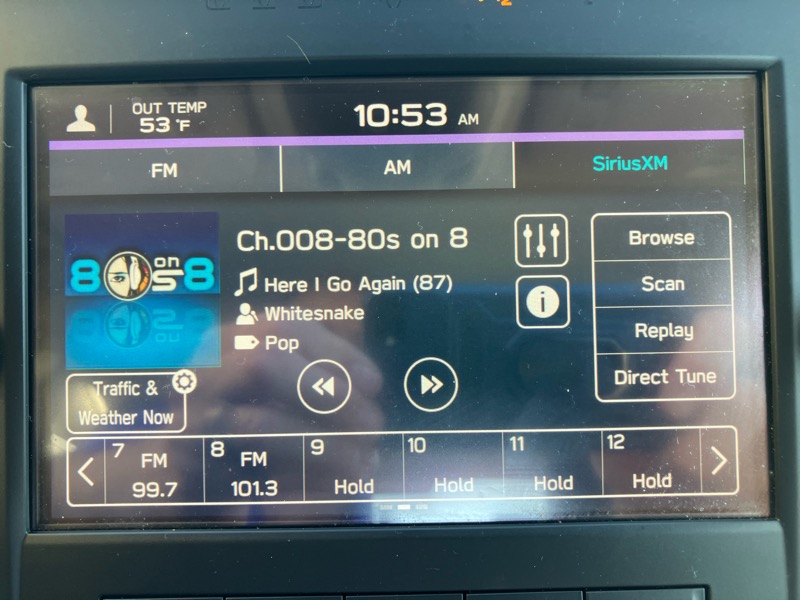 OUT TEMP
53 °F
10:53 AM
FM
AM
SiriusXM
80s on 8
Ch.008-80s on 8
Here I Go Again (87)
Whitesnake
Pop
i
Browse
Scan
Replay
Direct Tune
Traffic &
Weather Now
7 FM
99.7
8 FM
101.3
9 Hold
10 Hold
11 Hold
12 Hold